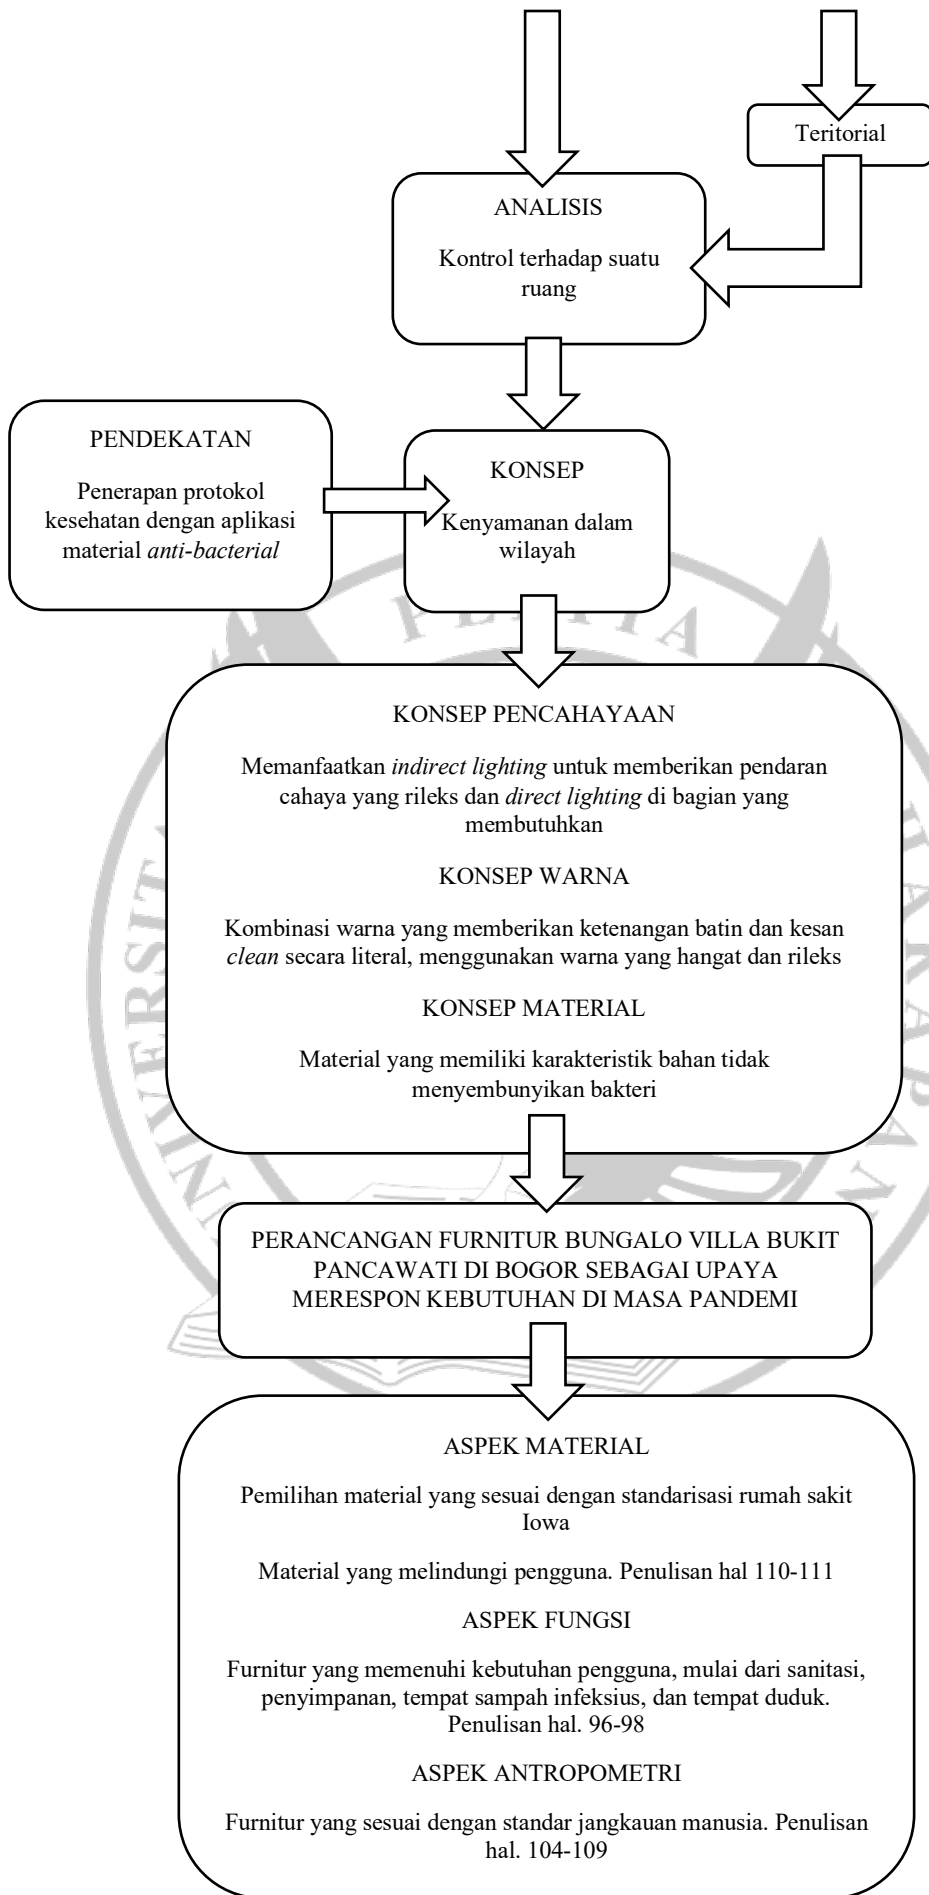 Teritorial
ANALISIS
Kontrol terhadap suatu
ruang
PENDEKATAN
Penerapan protokol
kesehatan dengan aplikasi
material anti-bacterial
KONSEP
Kenyamanan dalam
wilayah
KONSEP PENCAHAYAAN
Memanfaatkan indirect lighting untuk memberikan pendaran
cahaya yang rileks dan direct lighting di bagian yang
membutuhkan
KONSEP WARNA
Kombinasi warna yang memberikan ketenangan batin dan kesan
clean secara literal, menggunakan warna yang hangat dan rileks
KONSEP MATERIAL
Material yang memiliki karakteristik bahan tidak
menyembunyikan bakteri
PERANCANGAN FURNITUR BUNGALO VILLA BUKIT
PANCAWATI DI BOGOR SEBAGAI UPAYA
MERESPON KEBUTUHAN DI MASA PANDEMI
ASPEK MATERIAL
Pemilihan material yang sesuai dengan standarisasi rumah sakit
Iowa
Material yang melindungi pengguna. Penulisan hal 110-111
ASPEK FUNGSI
Furnitur yang memenuhi kebutuhan pengguna, mulai dari sanitasi,
penyimpanan, tempat sampah infeksius, dan tempat duduk.
Penulisan hal. 96-98
ASPEK ANTROPOMETRI
Furnitur yang sesuai dengan standar jangkauan manusia. Penulisan
hal. 104-109